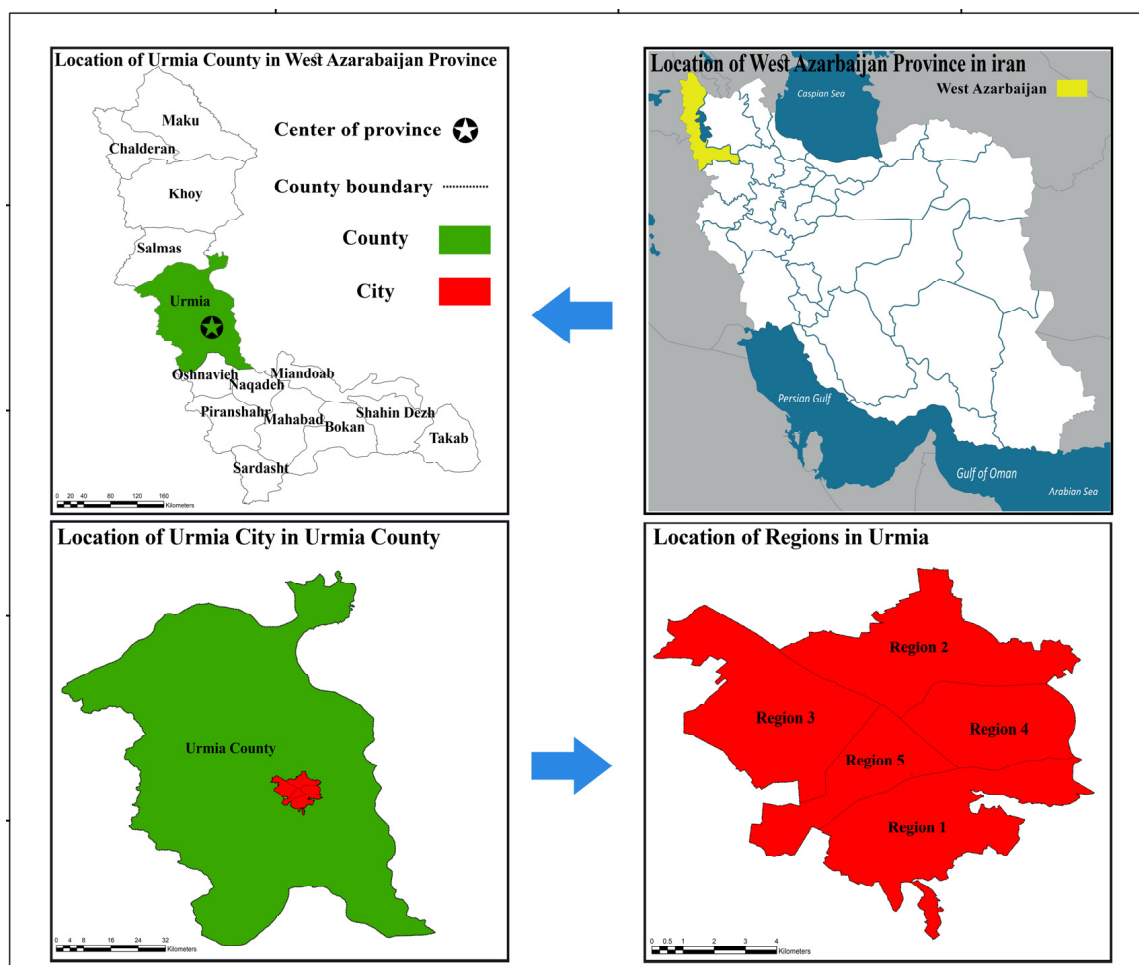 Location of Urmia County in West Azarabaijan Province
Maku
Chalderan
Khoy
Salmas
Urmia
Oshnavieh
Naqadeh
Miandoab
Piranshahr
Mahabad
Bokan
Shahin Dezh
Takab
Sardasht
Center of province
County boundary
County
City
0 20 40 80 120 160
Kilometers
Location of West Azarbaijan Province in iran
West Azarbaijan
Caspian Sea
Persian Gulf
Gulf of Oman
Arabian Sea
Location of Urmia City in Urmia County
Urmia County
0 4 8 16 24 32
Kilometers
Location of Regions in Urmia
Region 2
Region 3
Region 4
Region 5
Region 1
0 0.5 1 2 3 4
Kilometers